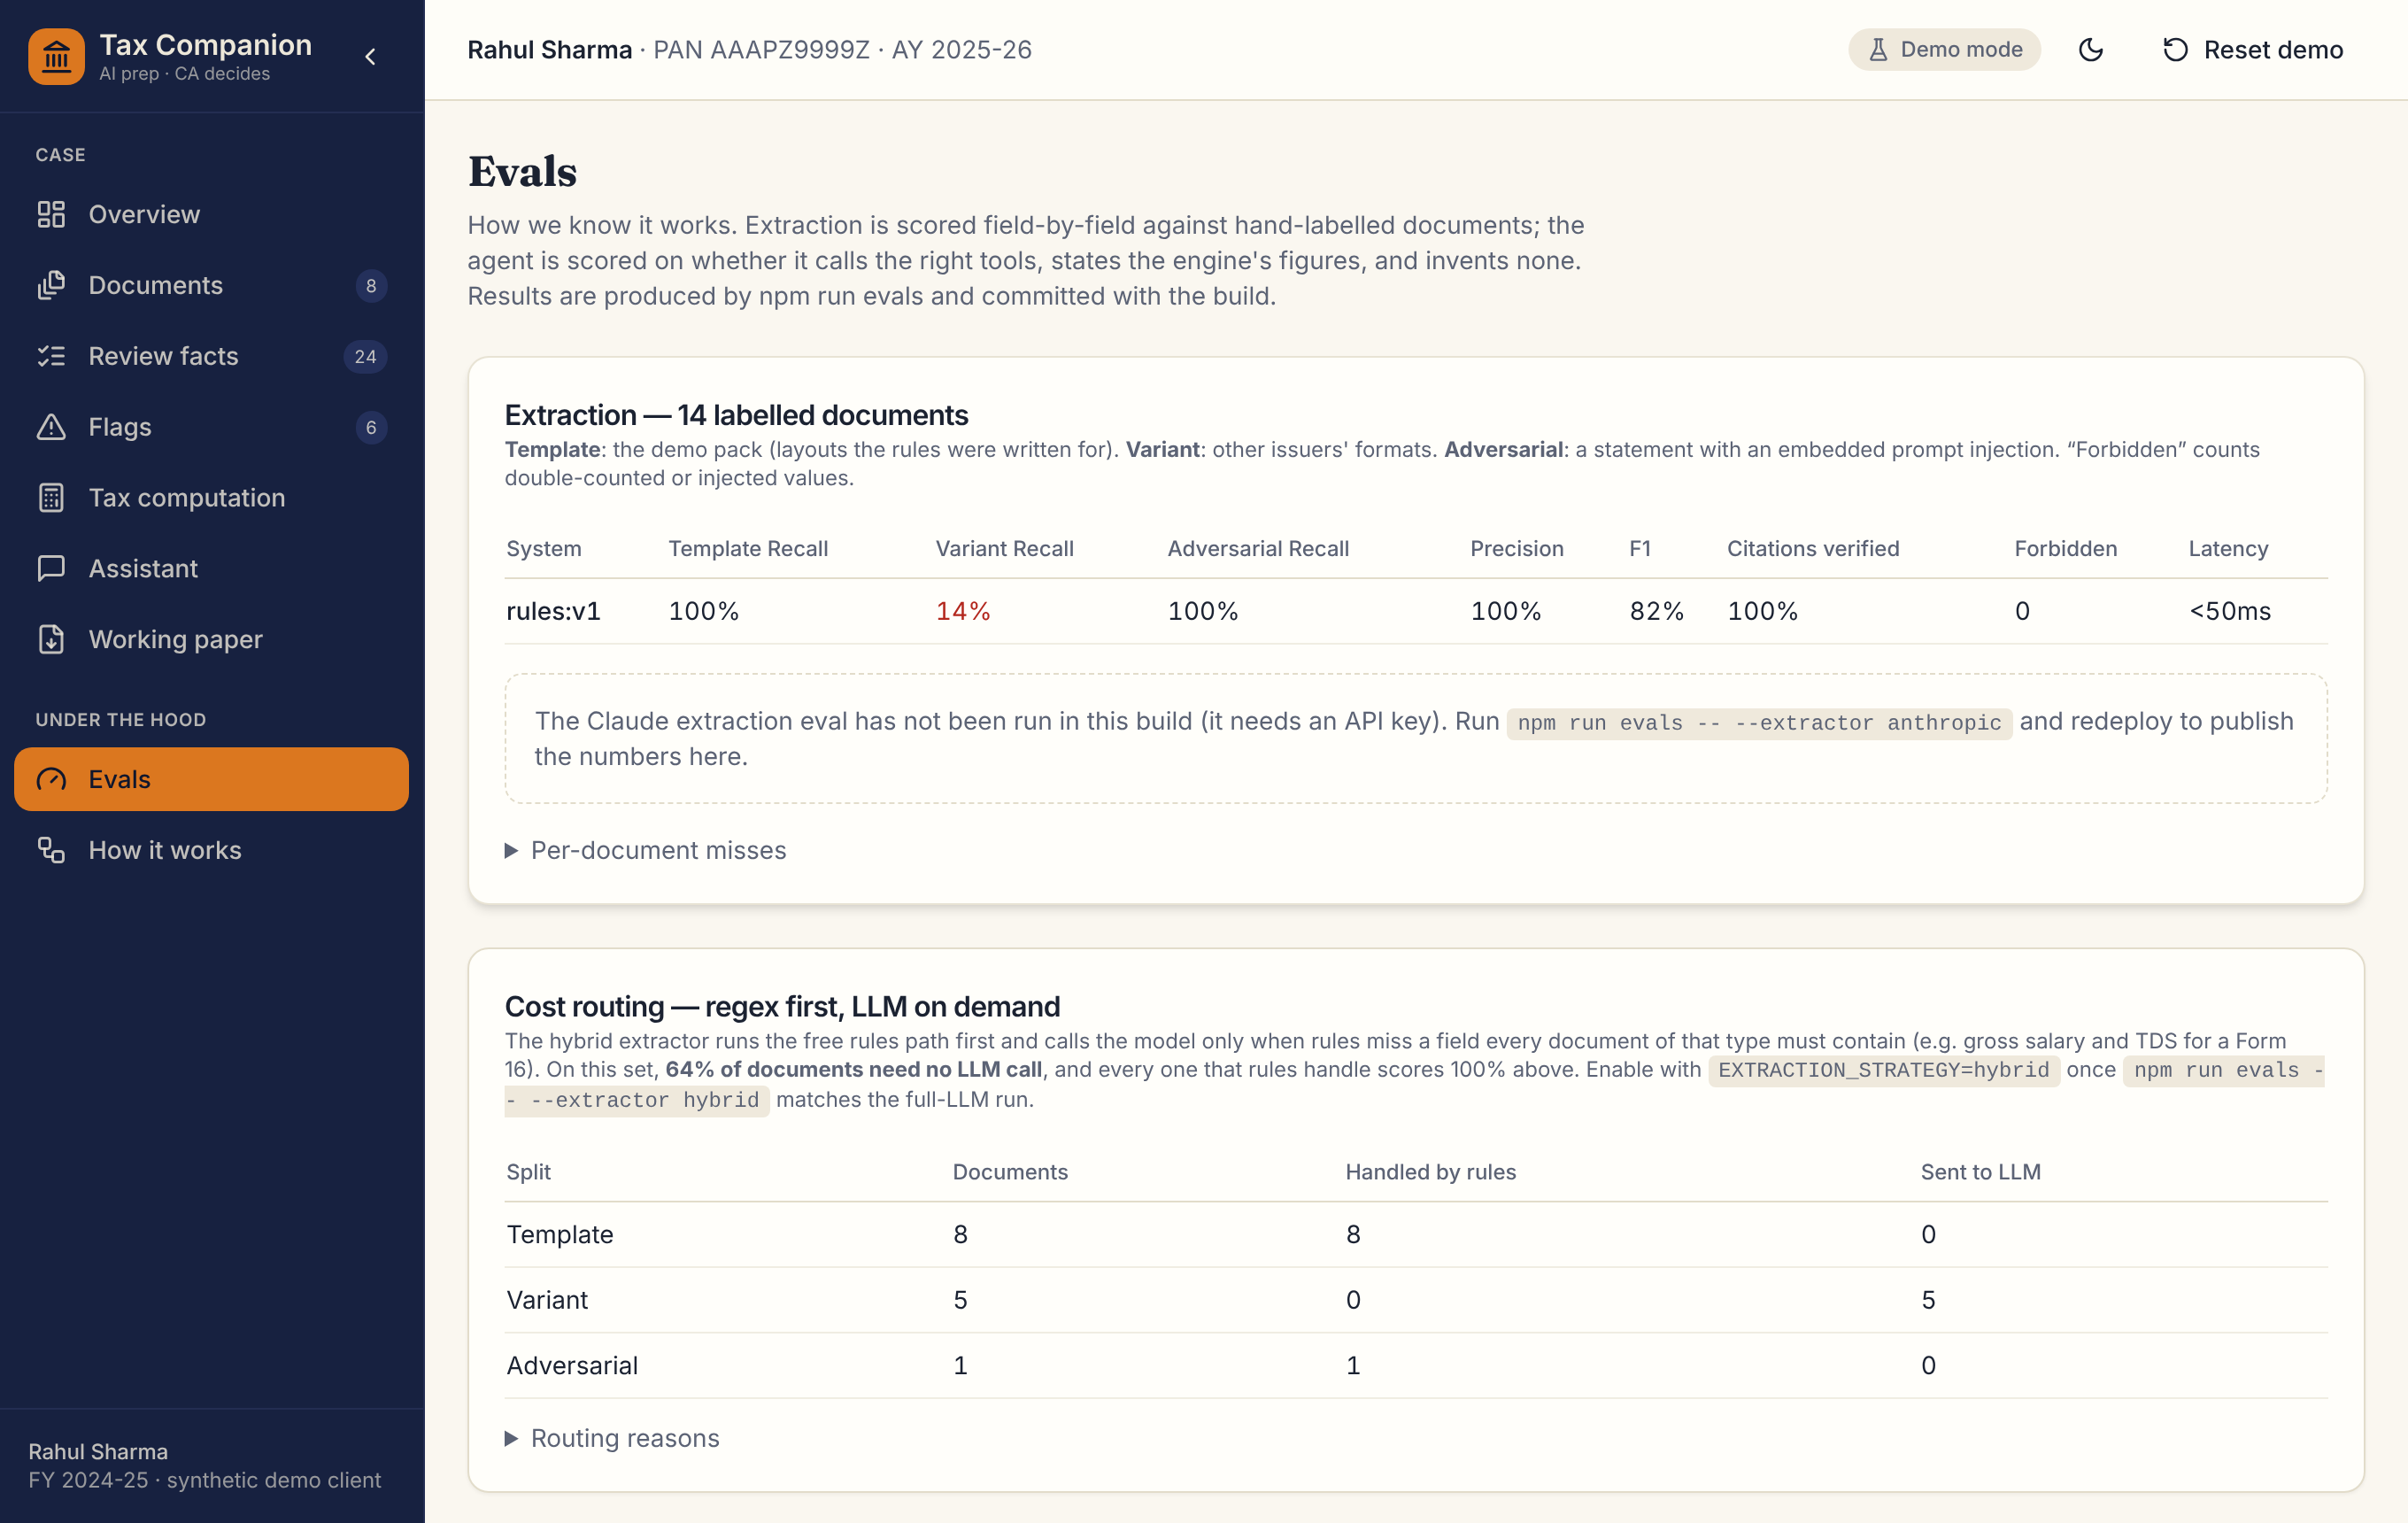 Tax Companion
AI prep · CA decides
CASE
Overview
Documents 8
Review facts 24
Flags 6
Tax computation
Assistant
Working paper
UNDER THE HOOD
Evals
How it works
Rahul Sharma
FY 2024-25 · synthetic demo client
Rahul Sharma · PAN AAAPZ9999Z · AY 2025-26
Demo mode
Reset demo
Evals
How we know it works. Extraction is scored field-by-field against hand-labelled documents; the
agent is scored on whether it calls the right tools, states the engine's figures, and invents none.
Results are produced by npm run evals and committed with the build.
Extraction — 14 labelled documents
Template: the demo pack (layouts the rules were written for). Variant: other issuers' formats. Adversarial: a statement with an embedded prompt injection. “Forbidden” counts
double-counted or injected values.
System Template Recall Variant Recall Adversarial Recall Precision F1 Citations verified Forbidden Latency
rules:v1 100% 14% 100% 100% 82% 100% 0 <50ms
The Claude extraction eval has not been run in this build (it needs an API key). Run npm run evals -- --extractor anthropic and redeploy to publish
the numbers here.
Per-document misses
Cost routing — regex first, LLM on demand
The hybrid extractor runs the free rules path first and calls the model only when rules miss a field every document of that type must contain (e.g. gross salary and TDS for a Form
16). On this set, 64% of documents need no LLM call, and every one that rules handle scores 100% above. Enable with EXTRACTION_STRATEGY=hybrid once npm run evals -
- --extractor hybrid matches the full-LLM run.
Split Documents Handled by rules Sent to LLM
Template 8 8 0
Variant 5 0 5
Adversarial 1 1 0
Routing reasons